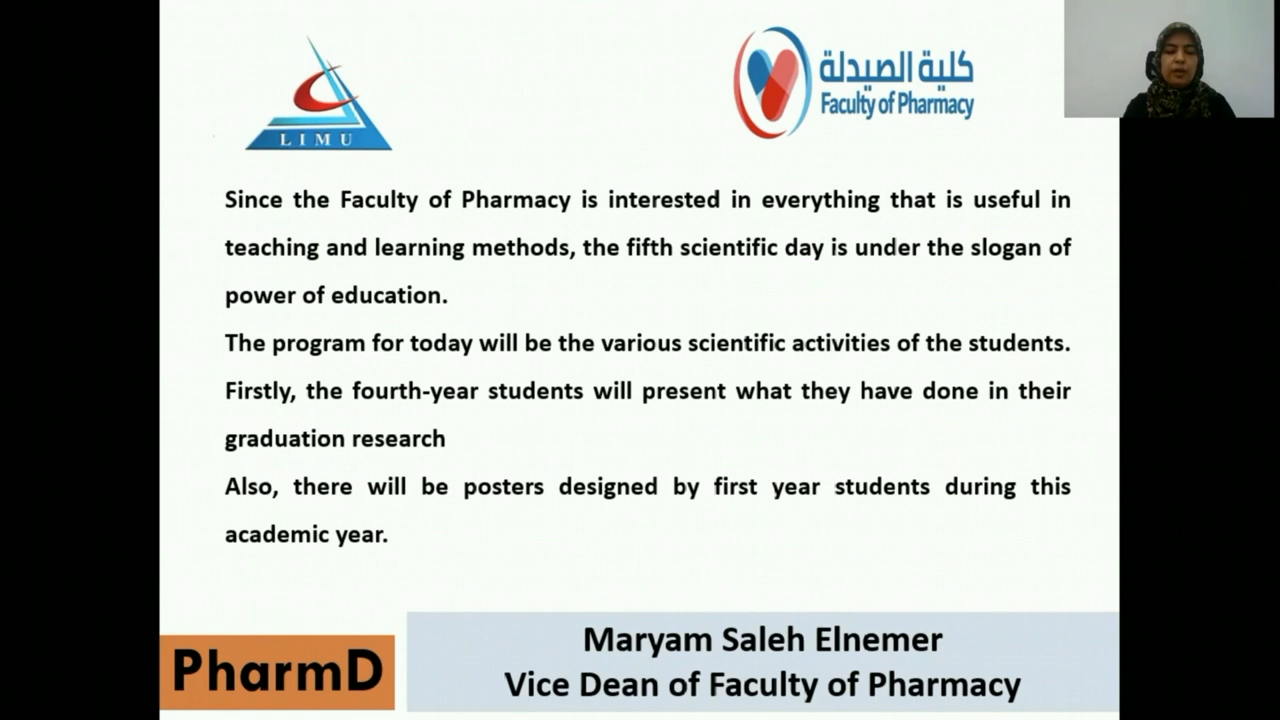 LIMU
كلية الصيدلة
Faculty of Pharmacy
Since the Faculty of Pharmacy is interested in everything that is useful in
teaching and learning methods, the fifth scientific day is under the slogan of
power of education.
The program for today will be the various scientific activities of the students.
Firstly, the fourth-year students will present what they have done in their
graduation research
Also, there will be posters designed by first year students during this
academic year.
PharmD
Maryam Saleh Elnemer
Vice Dean of Faculty of Pharmacy